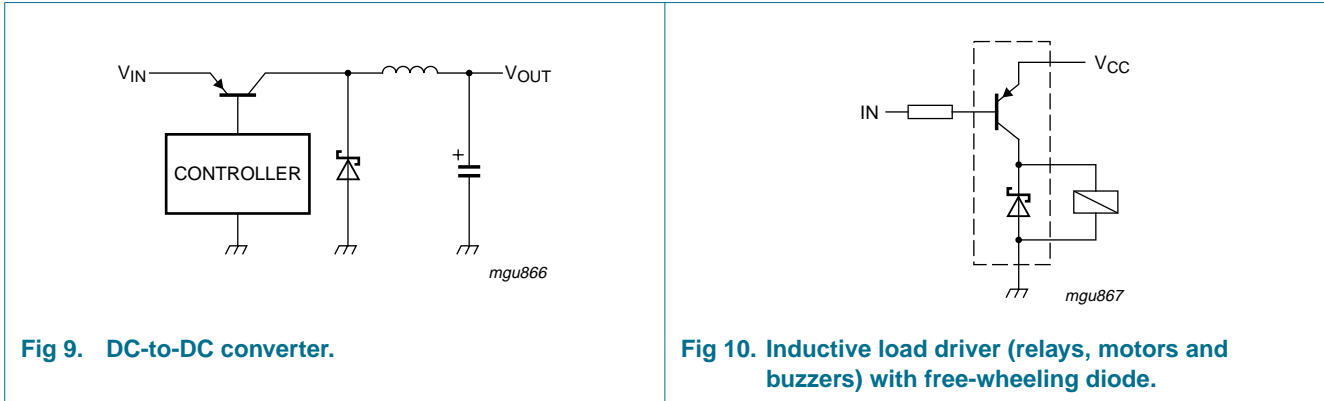 VIN
VOUT
CONTROLLER
+
mgu866
Fig 9. DC-to-DC converter.
VCC
IN
mgu867
Fig 10. Inductive load driver (relays, motors and
buzzers) with free-wheeling diode.